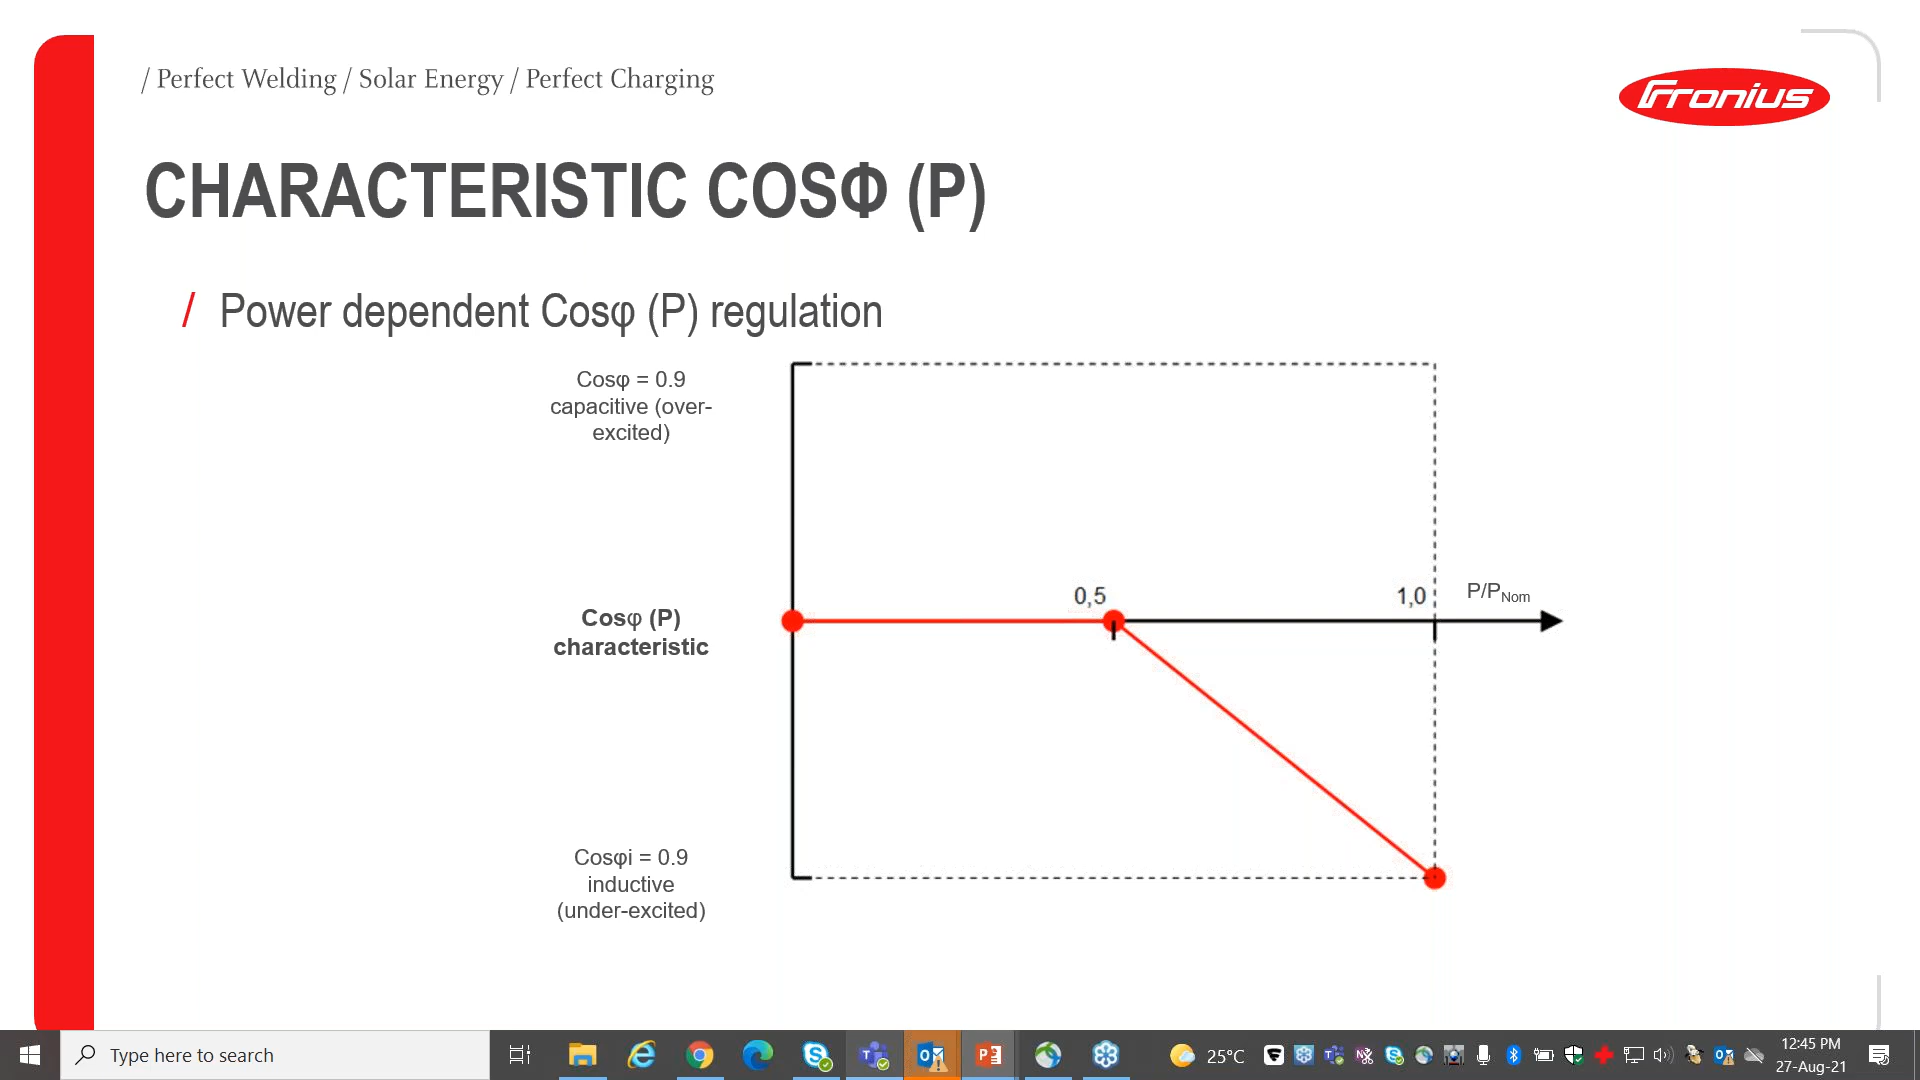 / Perfect Welding / Solar Energy / Perfect Charging
Fronius
CHARACTERISTIC COSΦ (P)
/ Power dependent Cosφ (P) regulation
Cosφ = 0.9
capacitive (over-
excited)
0,5
1,0
P/PNom
Cosφ (P)
characteristic
Cosφi = 0.9
inductive
(under-excited)
Type here to search
25°C
12:45 PM
27-Aug-21